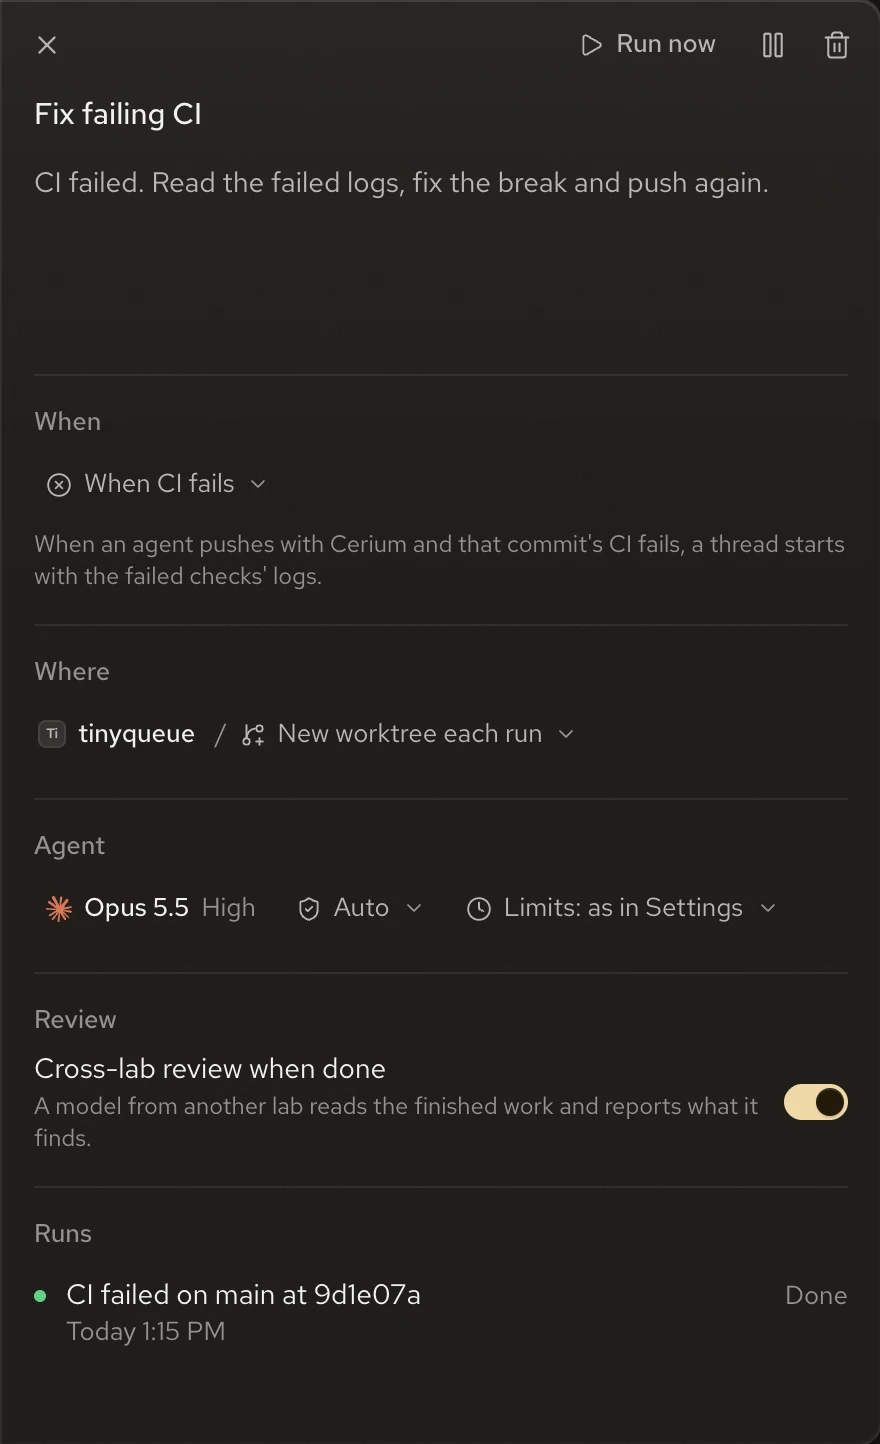 Run now
Fix failing CI
CI failed. Read the failed logs, fix the break and push again.
When
When CI fails
When an agent pushes with Cerium and that commit's CI fails, a thread starts
with the failed checks' logs.
Where
Ti tinyqueue / New worktree each run
Agent
Opus 5.5 High Auto Limits: as in Settings
Review
Cross-lab review when done
A model from another lab reads the finished work and reports what it
finds.
Runs
CI failed on main at 9d1e07a Done
Today 1:15 PM